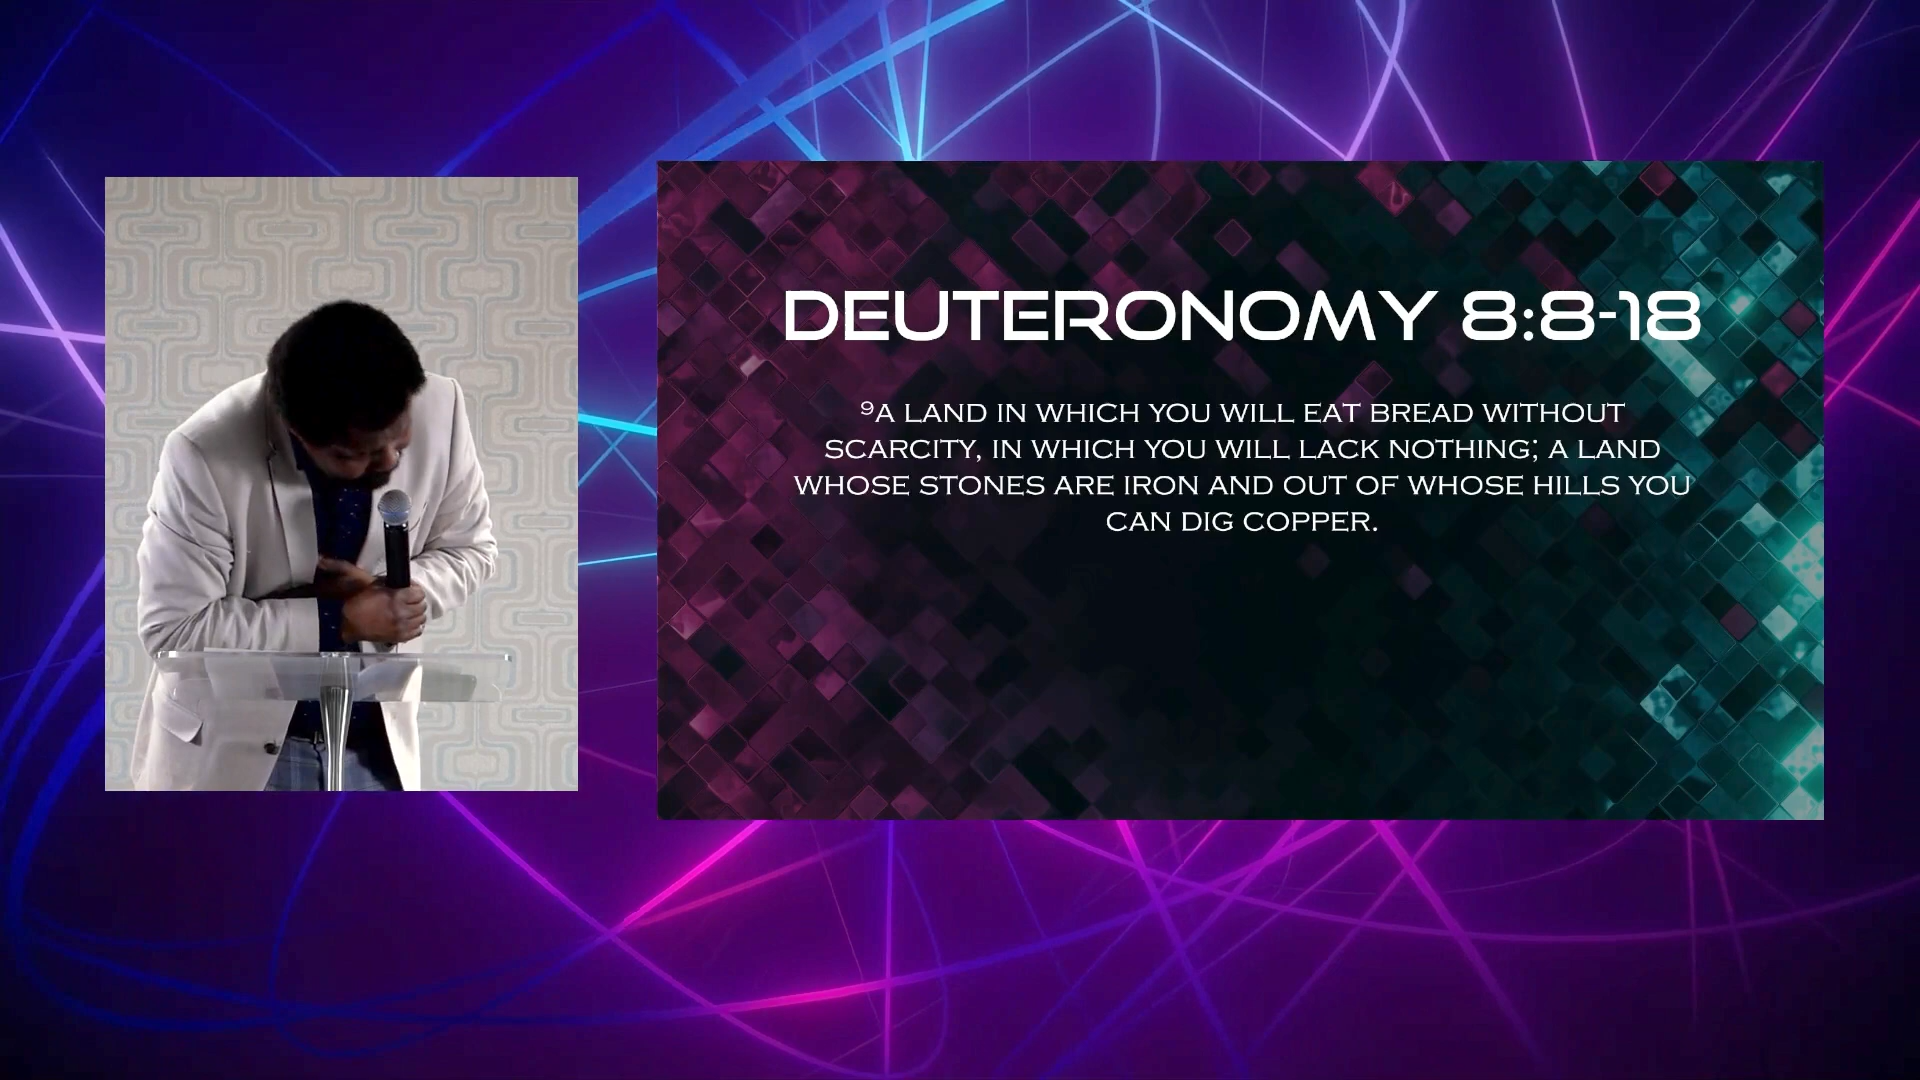 DEUTERONOMY 8:8-18
⁹A LAND IN WHICH YOU WILL EAT BREAD WITHOUT
SCARCITY, IN WHICH YOU WILL LACK NOTHING; A LAND
WHOSE STONES ARE IRON AND OUT OF WHOSE HILLS YOU
CAN DIG COPPER.